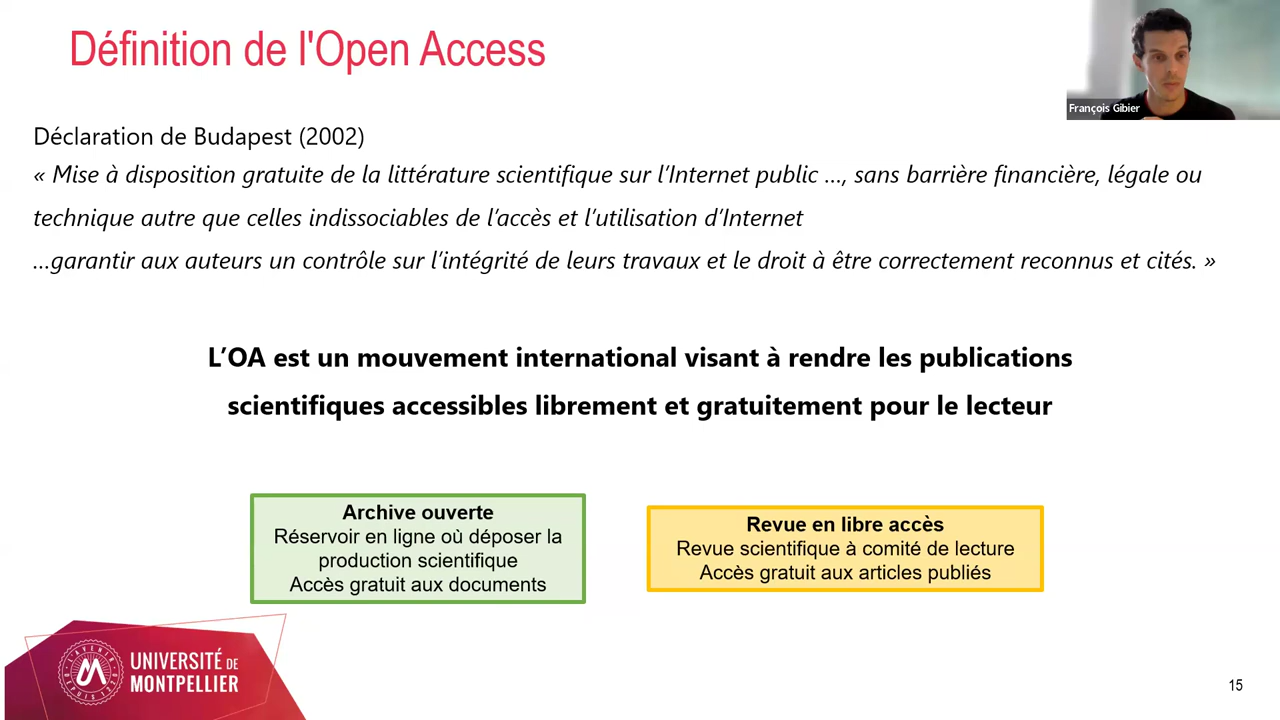 Définition de l'Open Access
François Gibier
Déclaration de Budapest (2002)
« Mise à disposition gratuite de la littérature scientifique sur l’Internet public …, sans barrière financière, légale ou
technique autre que celles indissociables de l’accès et l’utilisation d’Internet
…garantir aux auteurs un contrôle sur l’intégrité de leurs travaux et le droit à être correctement reconnus et cités. »
L’OA est un mouvement international visant à rendre les publications
scientifiques accessibles librement et gratuitement pour le lecteur
Archive ouverte
Réservoir en ligne où déposer la
production scientifique
Accès gratuit aux documents
Revue en libre accès
Revue scientifique à comité de lecture
Accès gratuit aux articles publiés
UNIVERSITÉ DE
MONTPELLIER
15